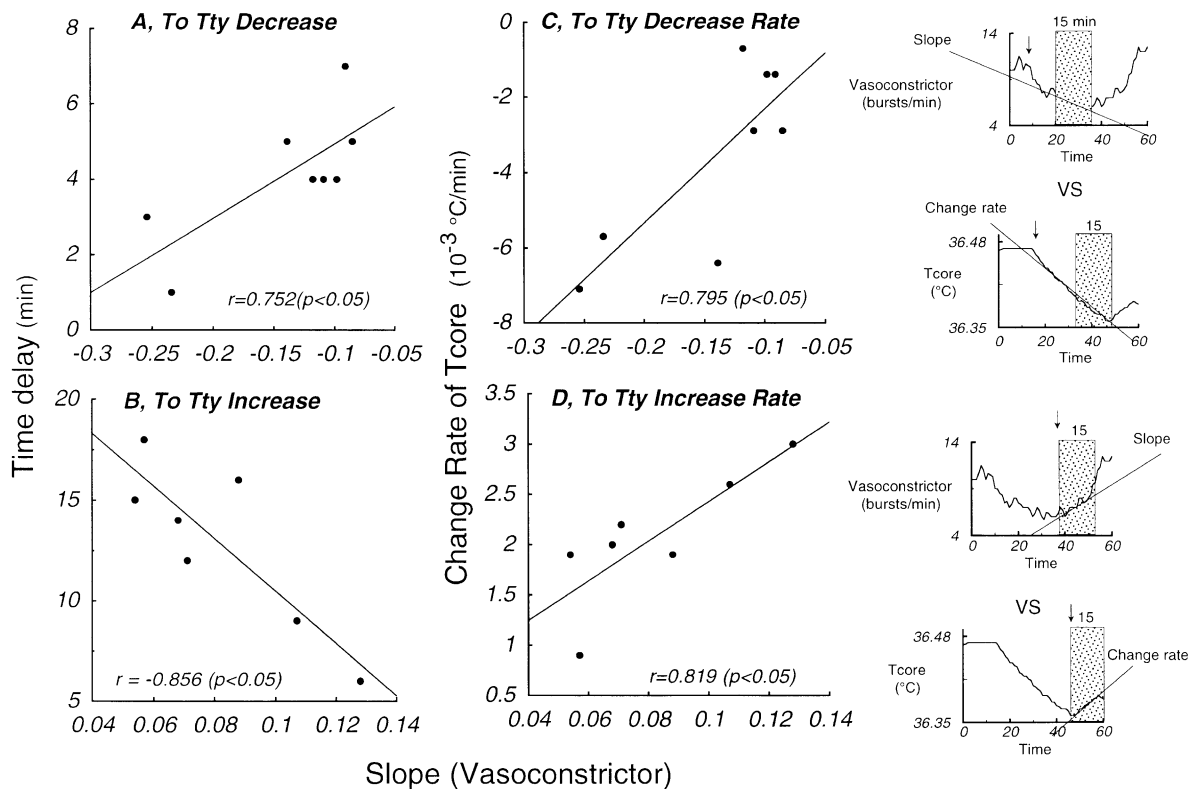 A, To Tty Decrease
8
6
4
2
0
-0.3 -0.25 -0.2 -0.15 -0.1 -0.05
r=0.752(p<0.05)
Time delay (min)
B, To Tty Increase
20
15
10
5
0.04 0.06 0.08 0.1 0.12 0.14
r = -0.856 (p<0.05)
C, To Tty Decrease Rate
-0
-2
-4
-6
-8
-0.3 -0.25 -0.2 -0.15 -0.1 -0.05
r=0.795 (p<0.05)
Change Rate of Tcore (10-3 °C/min)
D, To Tty Increase Rate
3.5
3
2.5
2
1.5
1
0.5
0.04 0.06 0.08 0.1 0.12 0.14
r=0.819 (p<0.05)
Slope (Vasoconstrictor)
15 min
14
Slope
Vasoconstrictor
(bursts/min)
4
0 20 40 60
Time
VS
Change rate
15
36.48
Tcore
(°C)
36.35
0 20 40 60
Time
15
14
Slope
Vasoconstrictor
(bursts/min)
4
0 20 40 60
Time
VS
15
36.48
Change rate
Tcore
(°C)
36.35
0 20 40 60
Time